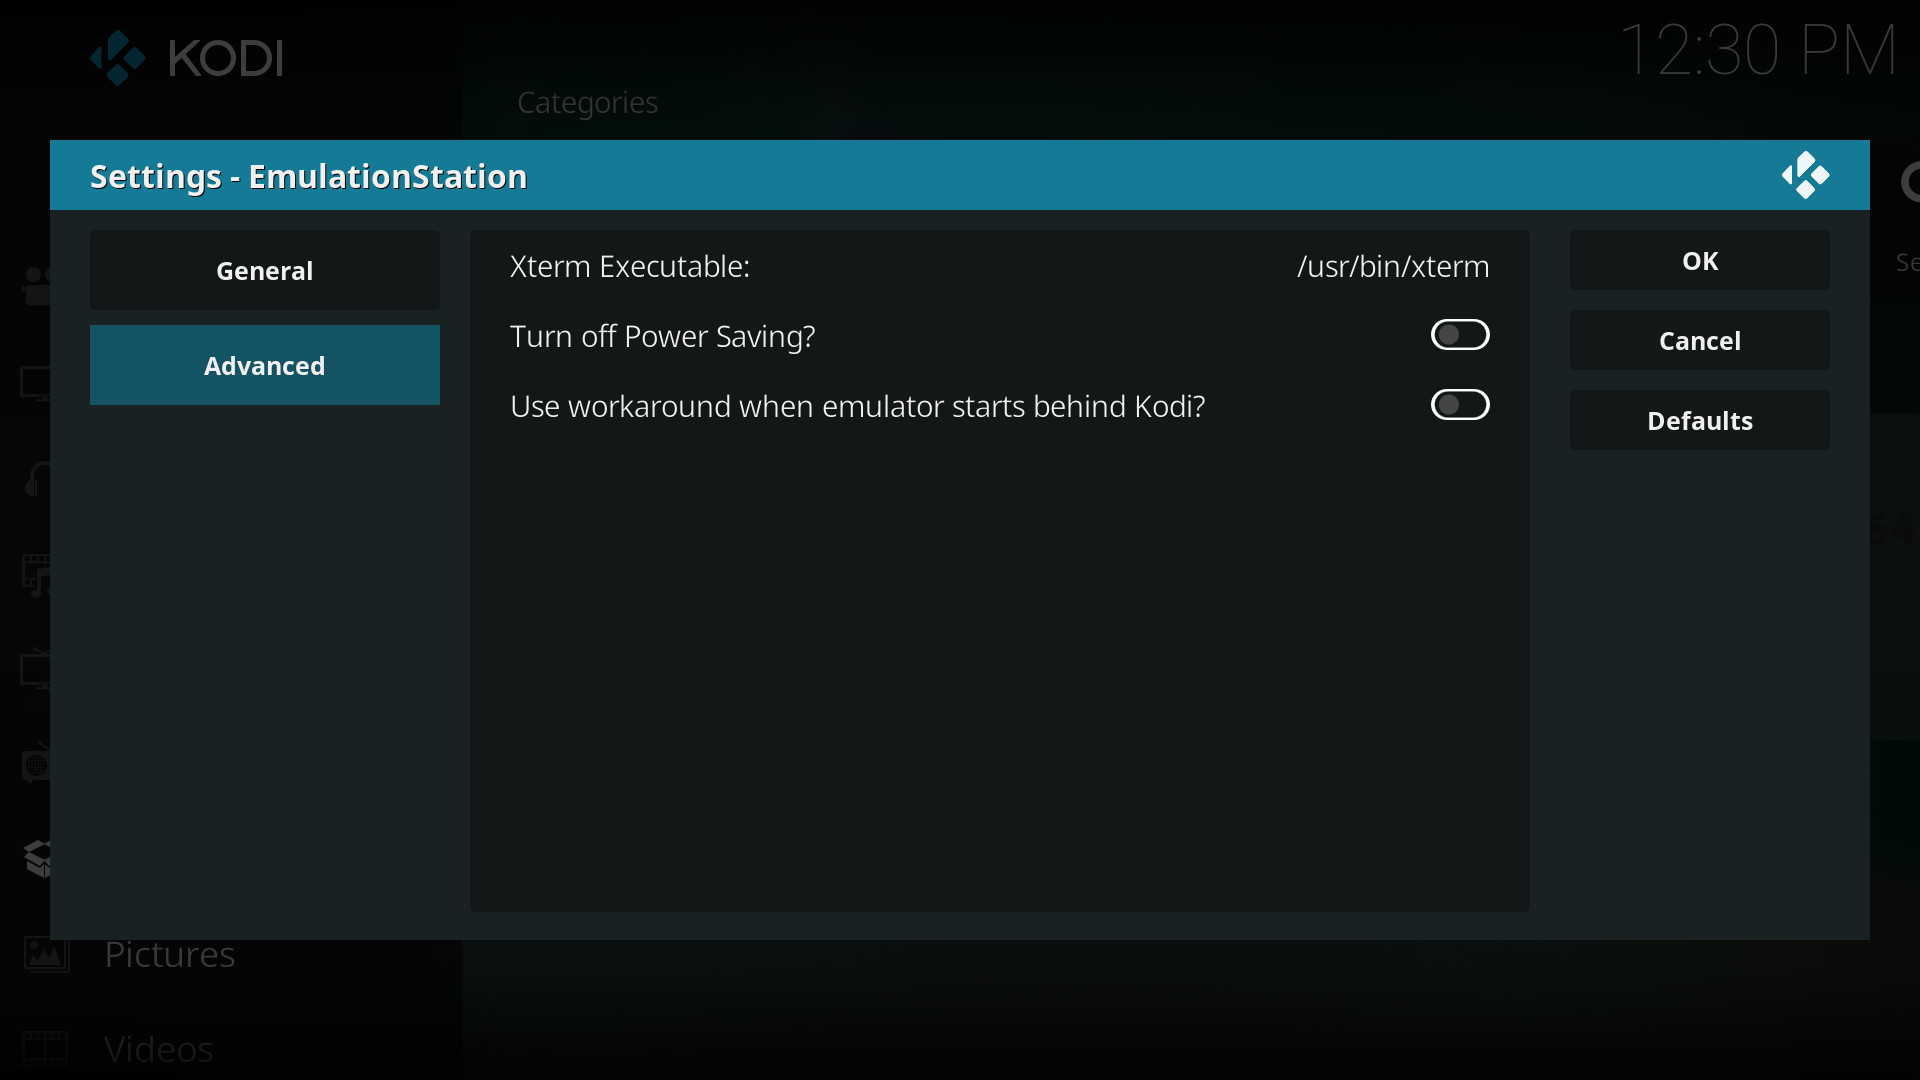 KODI
12:30 PM
Categories
Settings - EmulationStation
General
Advanced
Xterm Executable:
/usr/bin/xterm
Turn off Power Saving?
Use workaround when emulator starts behind Kodi?
OK
Cancel
Defaults
Se
54
Pictures
Videos